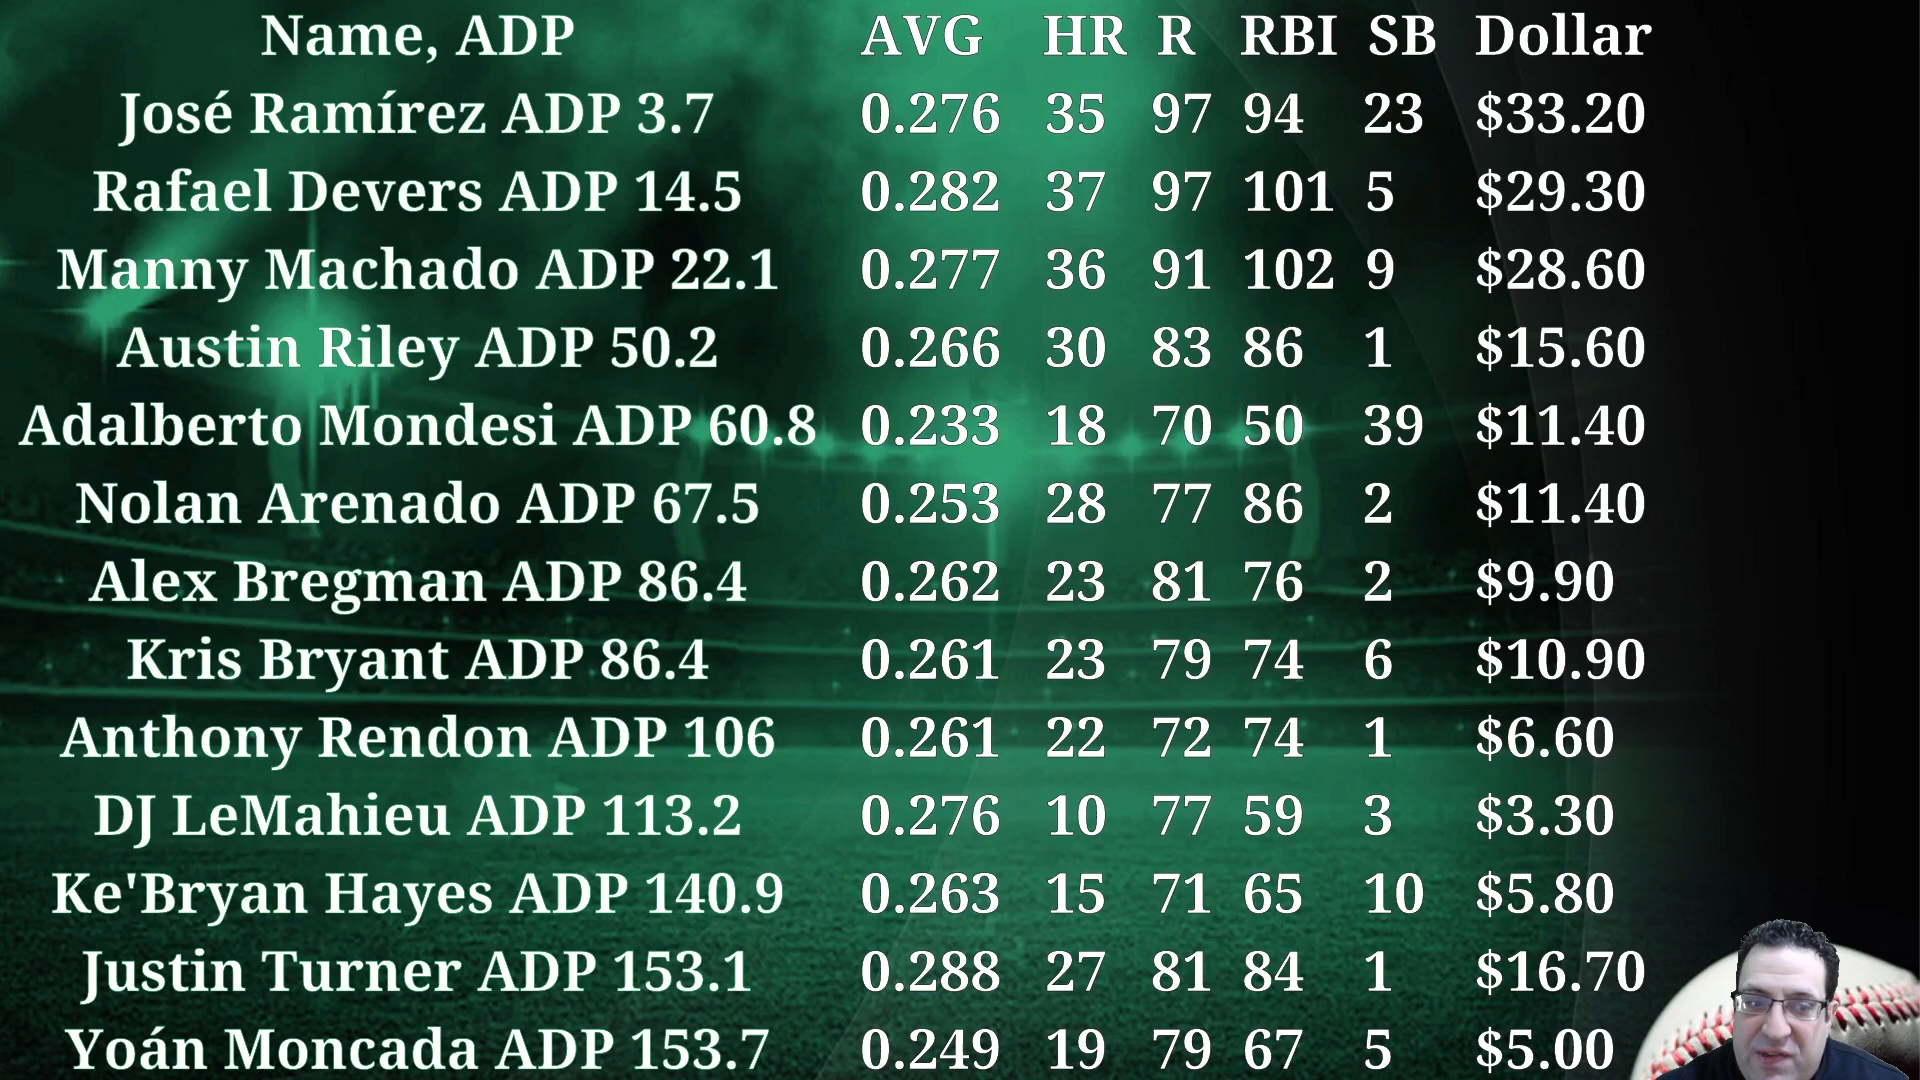 Name, ADP AVG HR R RBI SB Dollar
José Ramírez ADP 3.7 0.276 35 97 94 23 $33.20
Rafael Devers ADP 14.5 0.282 37 97 101 5 $29.30
Manny Machado ADP 22.1 0.277 36 91 102 9 $28.60
Austin Riley ADP 50.2 0.266 30 83 86 1 $15.60
Adalberto Mondesi ADP 60.8 0.233 18 70 50 39 $11.40
Nolan Arenado ADP 67.5 0.253 28 77 86 2 $11.40
Alex Bregman ADP 86.4 0.262 23 81 76 2 $9.90
Kris Bryant ADP 86.4 0.261 23 79 74 6 $10.90
Anthony Rendon ADP 106 0.261 22 72 74 1 $6.60
DJ LeMahieu ADP 113.2 0.276 10 77 59 3 $3.30
Ke'Bryan Hayes ADP 140.9 0.263 15 71 65 10 $5.80
Justin Turner ADP 153.1 0.288 27 81 84 1 $16.70
Yoán Moncada ADP 153.7 0.249 19 79 67 5 $5.00